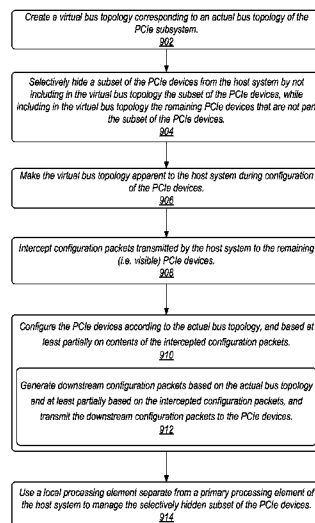 Create a virtual bus topology corresponding to an actual bus topology of the
PCIe subsystem.
902
Selectively hide a subset of the PCIe devices from the host system by not
including in the virtual bus topology the subset of the PCIe devices, while
including in the virtual bus topology the remaining PCIe devices that are not part
the subset of the PCIe devices.
904
Make the virtual bus topology apparent to the host system during configuration
of the PCIe devices.
906
Intercept configuration packets transmitted by the host system to the remaining
(i.e. visible) PCIe devices.
908
Configure the PCIe devices according to the actual bus topology, and based at
least partially on contents of the intercepted configuration packets.
910
Generate downstream configuration packets based on the actual bus topology
and at least partially based on the intercepted configuration packets, and
transmit the downstream configuration packets to the PCIe devices.
912
Use a local processing element separate from a primary processing element of
the host system to manage the selectively hidden subset of the PCIe devices.
914